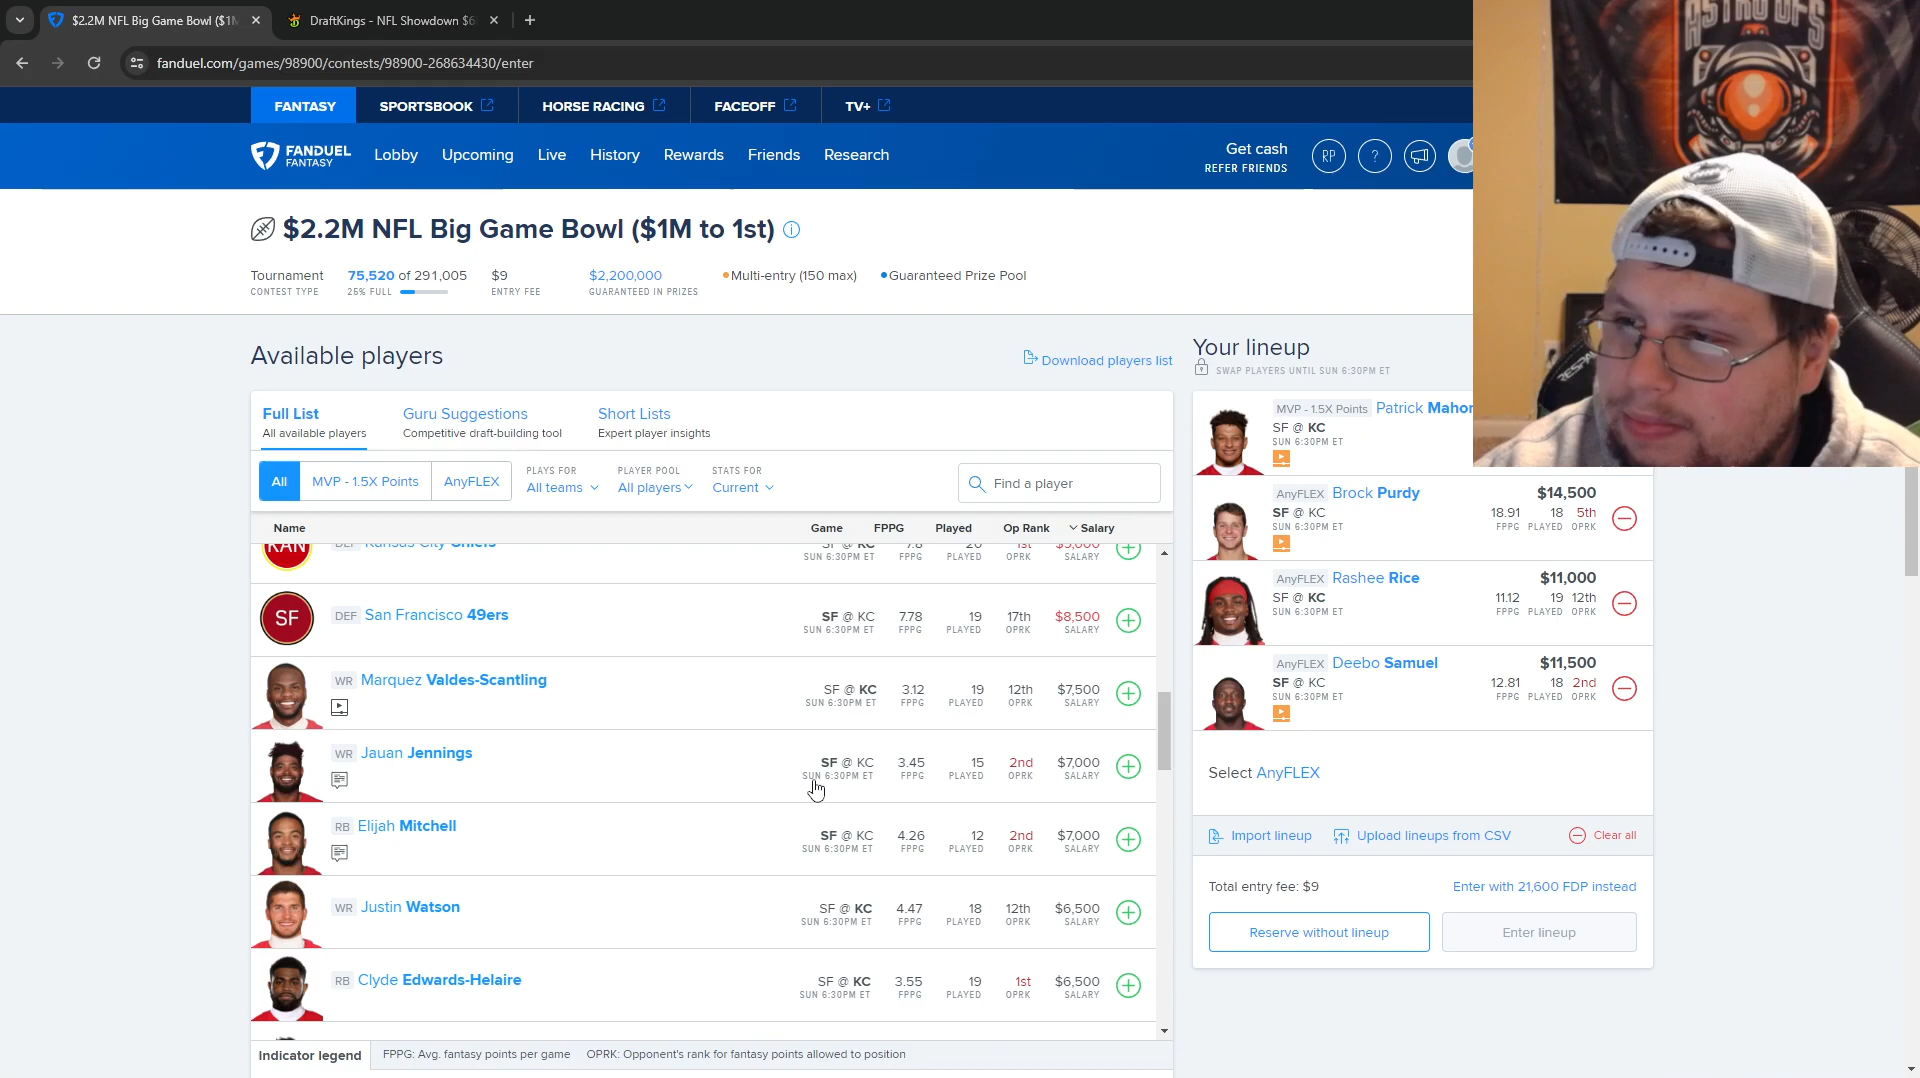 $2.2M NFL Big Game Bowl ($1M
DraftKings - NFL Showdown $6
fanduel.com/games/98900/contests/98900-268634430/enter
FANTASY SPORTSBOOK HORSE RACING FACEOFF TV+
FANDUEL FANTASY Lobby Upcoming Live History Rewards Friends Research
Get cash
REFER FRIENDS
RP ?
$2.2M NFL Big Game Bowl ($1M to 1st)
Tournament 75,520 of 291,005 $9 $2,200,000 Multi-entry (150 max) Guaranteed Prize Pool
CONTEST TYPE 25% FULL ENTRY FEE GUARANTEED IN PRIZES
Available players
Download players list
Full List Guru Suggestions Short Lists
All available players Competitive draft-building tool Expert player insights
All MVP - 1.5X Points AnyFLEX
PLAYS FOR PLAYER POOL STATS FOR
All teams All players Current
Find a player
Name Game FPPG Played Op Rank Salary
Kansas City Chiefs
SUN 6:30PM ET FPPG PLAYED OPRK SALARY
SF DEF San Francisco 49ers SF @ KC 7.78 19 17th $8,500
SUN 6:30PM ET FPPG PLAYED OPRK SALARY
WR Marquez Valdes-Scantling SF @ KC 3.12 19 12th $7,500
SUN 6:30PM ET FPPG PLAYED OPRK SALARY
WR Jauan Jennings SF @ KC 3.45 15 2nd $7,000
SUN 6:30PM ET FPPG PLAYED OPRK SALARY
RB Elijah Mitchell SF @ KC 4.26 12 2nd $7,000
SUN 6:30PM ET FPPG PLAYED OPRK SALARY
WR Justin Watson SF @ KC 4.47 18 12th $6,500
SUN 6:30PM ET FPPG PLAYED OPRK SALARY
RB Clyde Edwards-Helaire SF @ KC 3.55 19 1st $6,500
SUN 6:30PM ET FPPG PLAYED OPRK SALARY
Indicator legend FPPG: Avg. fantasy points per game OPRK: Opponent's rank for fantasy points allowed to position
Your lineup
SWAP PLAYERS UNTIL SUN 6:30PM ET
MVP - 1.5X Points Patrick Mahor
SF @ KC
SUN 6:30PM ET
AnyFLEX Brock Purdy $14,500
SF @ KC 18.91 18 5th
SUN 6:30PM ET FPPG PLAYED OPRK
AnyFLEX Rashee Rice $11,000
SF @ KC 11.12 19 12th
SUN 6:30PM ET FPPG PLAYED OPRK
AnyFLEX Deebo Samuel $11,500
SF @ KC 12.81 18 2nd
SUN 6:30PM ET FPPG PLAYED OPRK
Select AnyFLEX
Import lineup Upload lineups from CSV Clear all
Total entry fee: $9 Enter with 21,600 FDP instead
Reserve without lineup Enter lineup